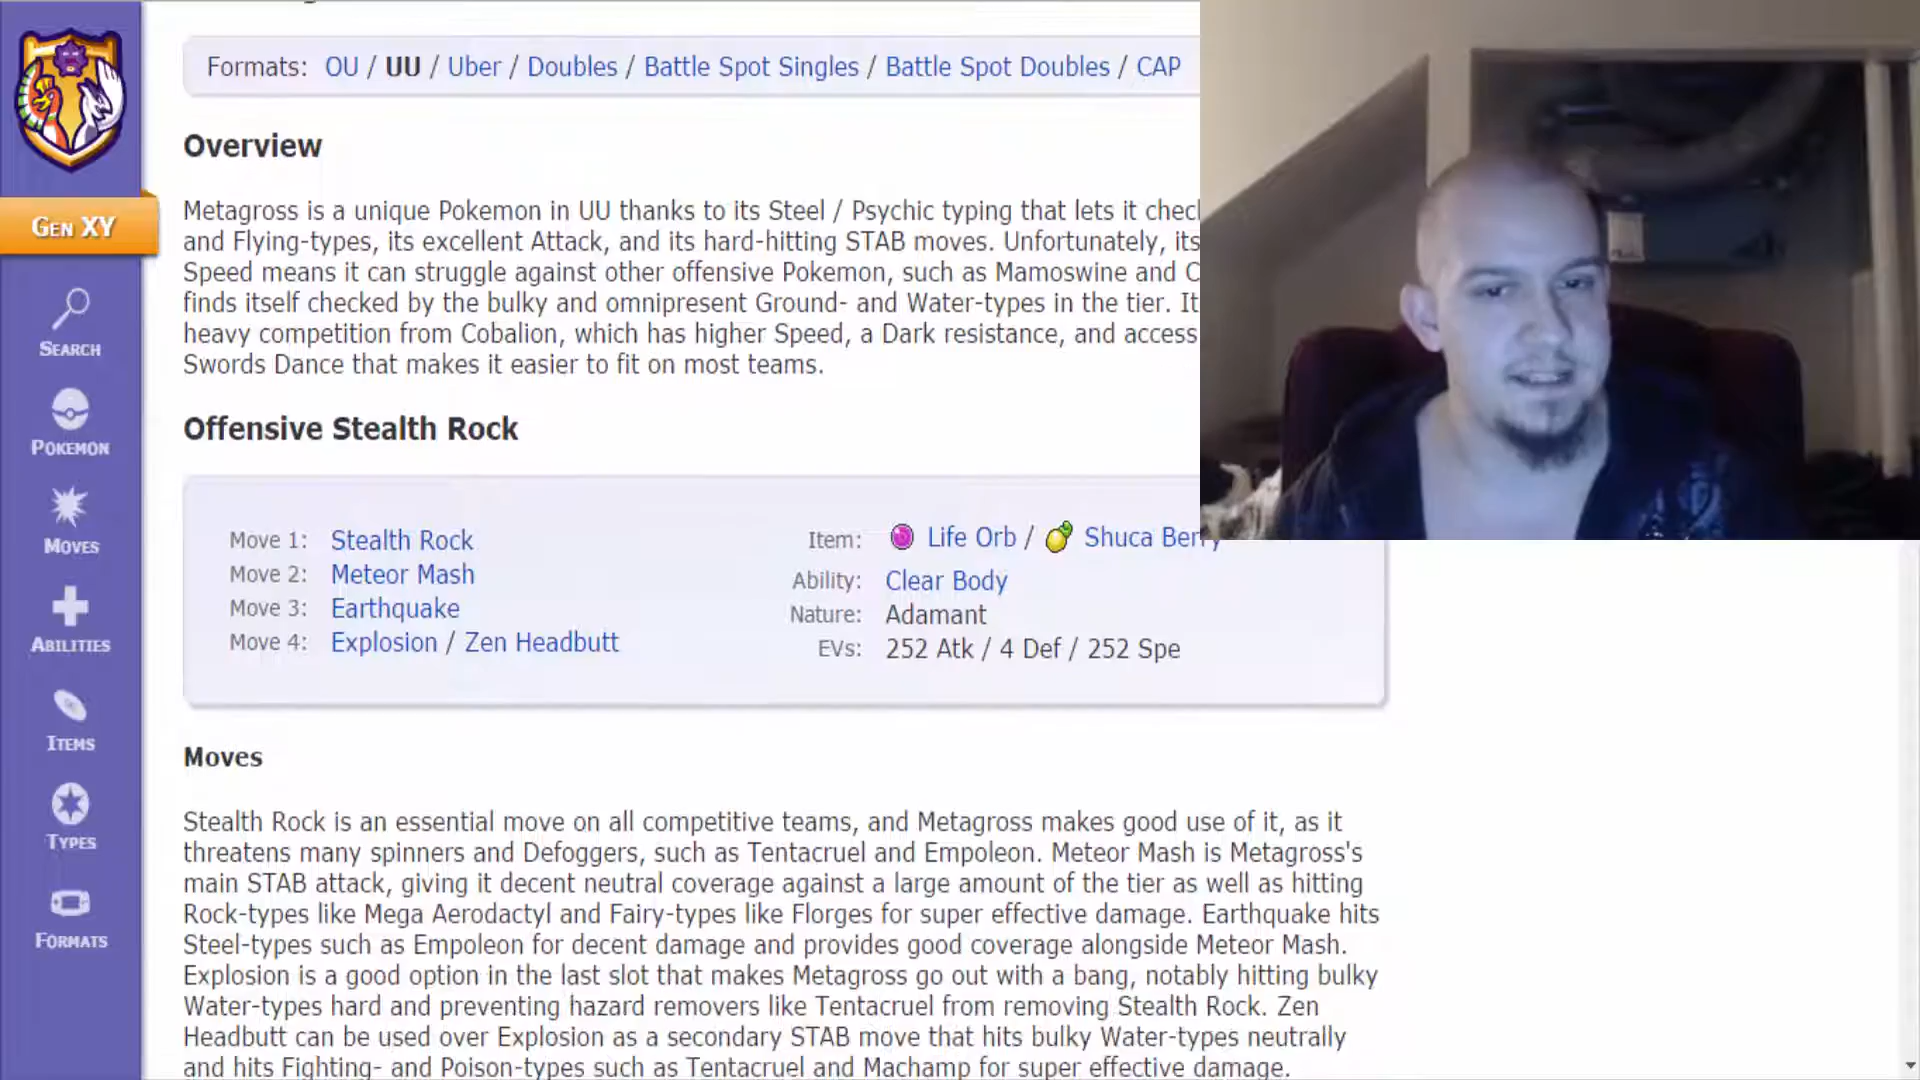 Formats: OU / UU / Uber / Doubles / Battle Spot Singles / Battle Spot Doubles / CAP
Overview
Metagross is a unique Pokemon in UU thanks to its Steel / Psychic typing that lets it
and Flying-types, its excellent Attack, and its hard-hitting STAB moves. Unfortunately, its
Speed means it can struggle against other offensive Pokemon, such as Mamoswine and
finds itself checked by the bulky and omnipresent Ground- and Water-types in the tier. It
heavy competition from Cobalion, which has higher Speed, a Dark resistance, and access
Swords Dance that makes it easier to fit on most teams.
Offensive Stealth Rock
Move 1: Stealth Rock
Move 2: Meteor Mash
Move 3: Earthquake
Move 4: Explosion / Zen Headbutt
Item: Life Orb / Shuca Berry
Ability: Clear Body
Nature: Adamant
EVs: 252 Atk / 4 Def / 252 Spe
Moves
Stealth Rock is an essential move on all competitive teams, and Metagross makes good use of it, as it
threatens many spinners and Defoggers, such as Tentacruel and Empoleon. Meteor Mash is Metagross's
main STAB attack, giving it decent neutral coverage against a large amount of the tier as well as hitting
Rock-types like Mega Aerodactyl and Fairy-types like Florges for super effective damage. Earthquake hits
Steel-types such as Empoleon for decent damage and provides good coverage alongside Meteor Mash.
Explosion is a good option in the last slot that makes Metagross go out with a bang, notably hitting bulky
Water-types hard and preventing hazard removers like Tentacruel from removing Stealth Rock. Zen
Headbutt can be used over Explosion as a secondary STAB move that hits bulky Water-types neutrally
and hits Fighting- and Poison-types such as Tentacruel and Machamp for super effective damage.
GEN XY
SEARCH
POKEMON
MOVES
ABILITIES
ITEMS
TYPES
FORMATS